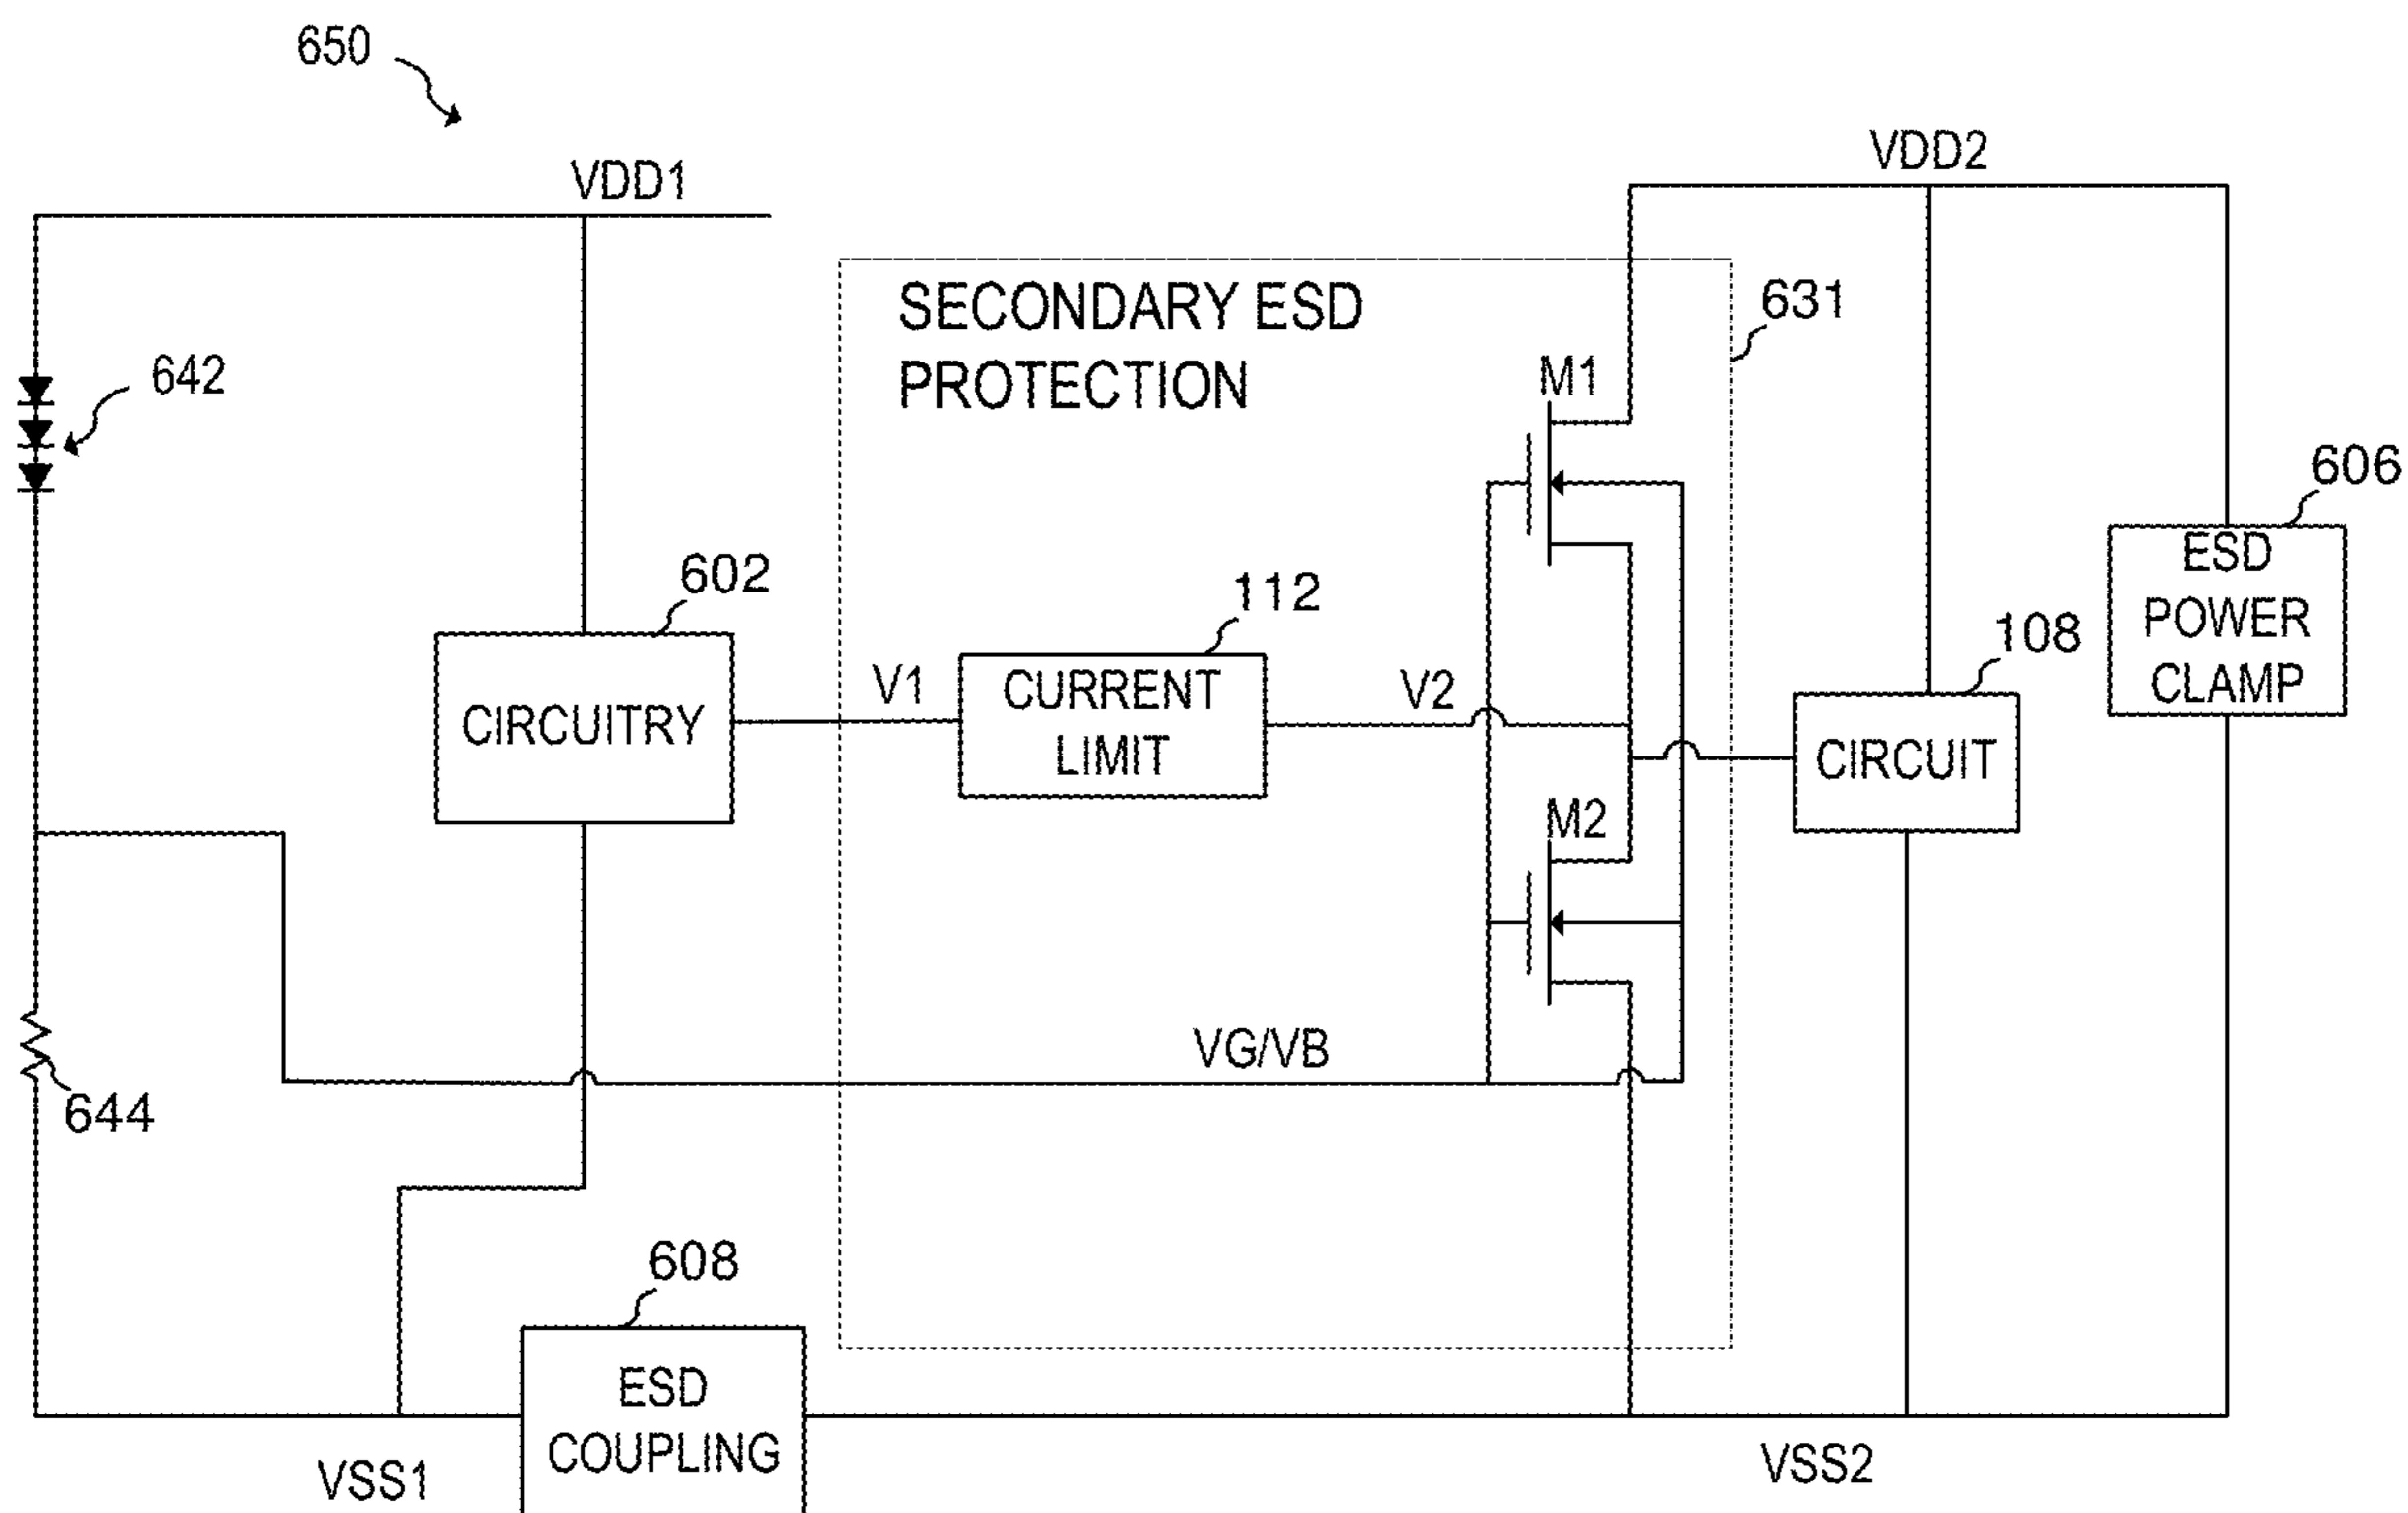 650
VDD1
VDD2
SECONDARY ESD
PROTECTION
631
M1
642
606
ESD
POWER
CLAMP
602
CIRCUITRY
V1
112
CURRENT
LIMIT
V2
108
CIRCUIT
M2
VG/VB
644
608
ESD
COUPLING
VSS1
VSS2